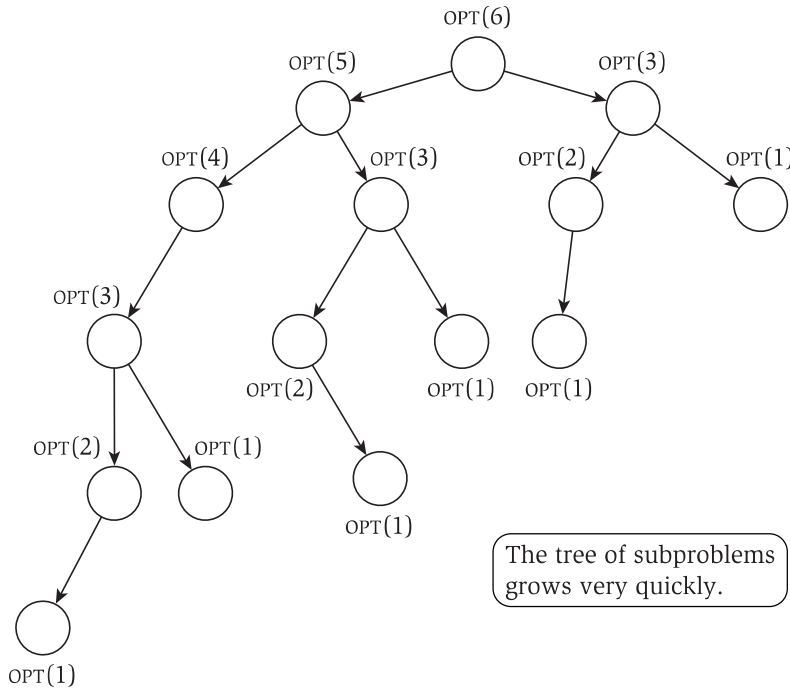 OPT(6)
OPT(5)
OPT(3)
OPT(4)
OPT(3)
OPT(2)
OPT(1)
OPT(3)
OPT(2)
OPT(1)
OPT(1)
OPT(2)
OPT(1)
OPT(1)
The tree of subproblems
grows very quickly.
OPT(1)